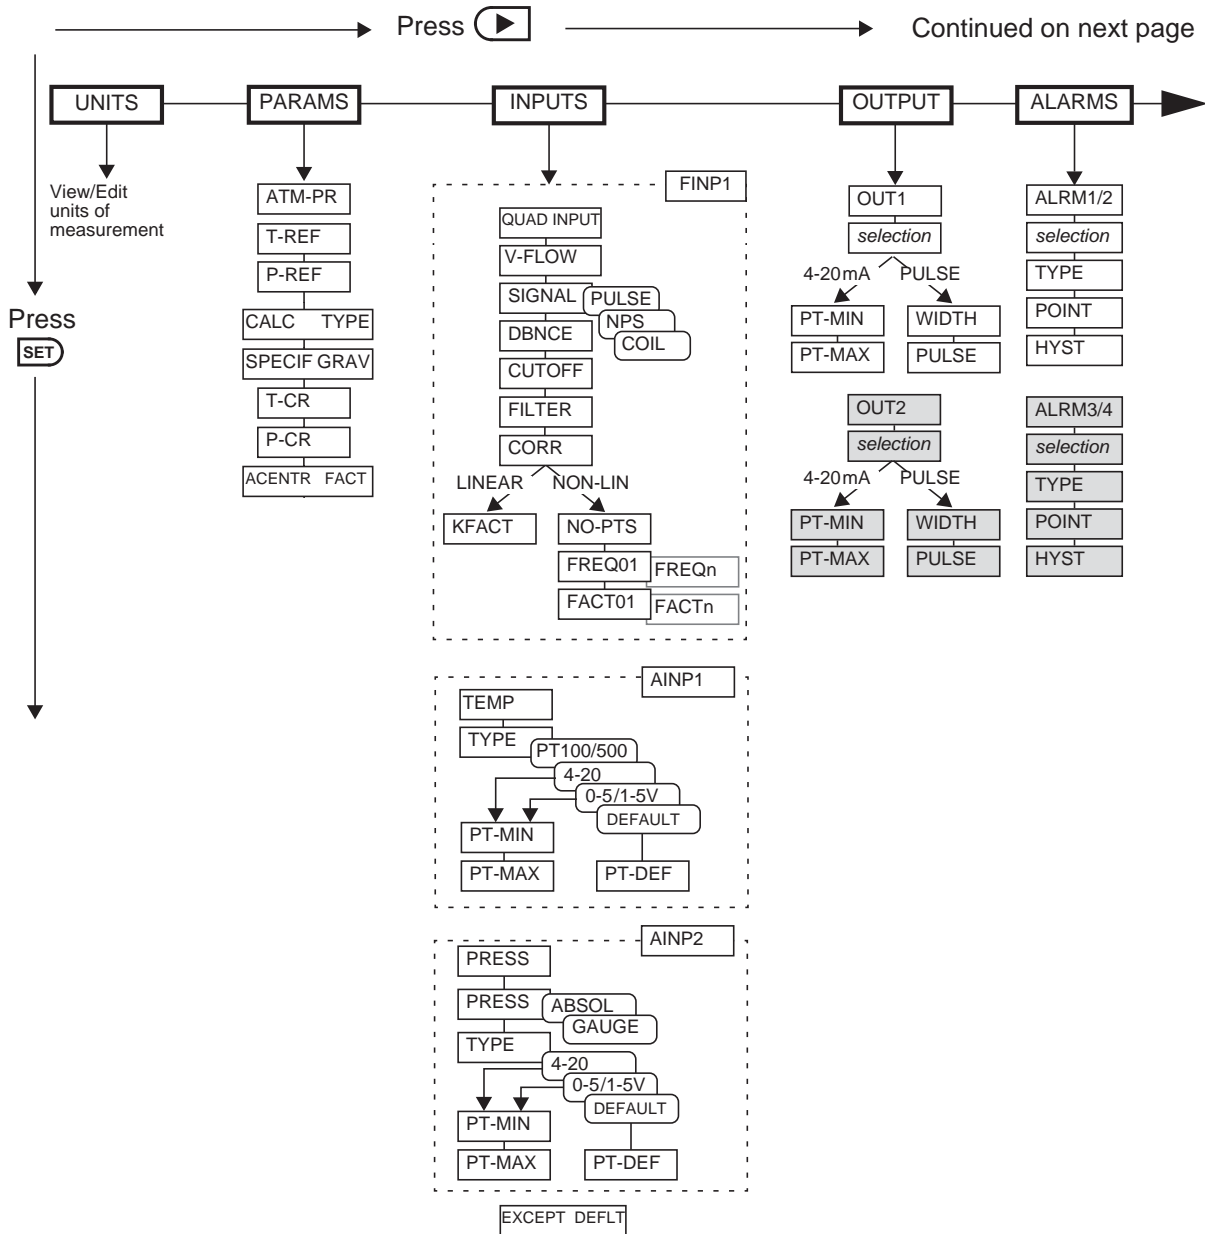 Press
Continued on next page
UNITS
PARAMS
INPUTS
OUTPUT
ALARMS
View/Edit
units of
measurement
Press
SET
ATM-PR
T-REF
P-REF
CALC TYPE
SPECIF GRAV
T-CR
P-CR
ACENTR FACT
FINP1
QUAD INPUT
V-FLOW
SIGNAL
PULSE
NPS
COIL
DBNCE
CUTOFF
FILTER
CORR
LINEAR
NON-LIN
KFACT
NO-PTS
FREQ01
FREQn
FACT01
FACTn
AINP1
TEMP
TYPE
PT100/500
4-20
0-5/1-5V
DEFAULT
PT-MIN
PT-MAX
PT-DEF
AINP2
PRESS
PRESS
ABSOL
GAUGE
TYPE
4-20
0-5/1-5V
DEFAULT
PT-MIN
PT-MAX
PT-DEF
EXCEPT DEFLT
OUT1
selection
4-20mA
PULSE
PT-MIN
WIDTH
PT-MAX
PULSE
OUT2
selection
4-20mA
PULSE
PT-MIN
WIDTH
PT-MAX
PULSE
ALRM1/2
selection
TYPE
POINT
HYST
ALRM3/4
selection
TYPE
POINT
HYST